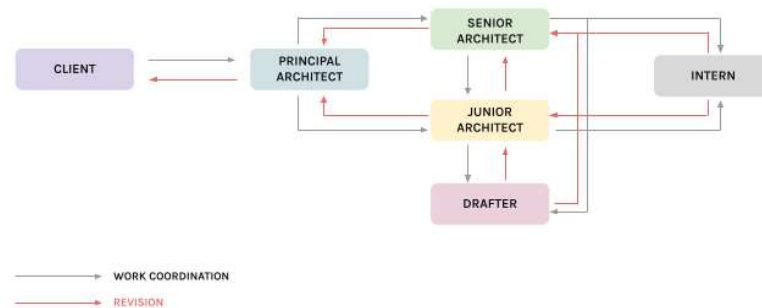 SENIOR
ARCHITECT
CLIENT
PRINCIPAL
ARCHITECT
INTERN
JUNIOR
ARCHITECT
DRAFTER
WORK COORDINATION
REVISION